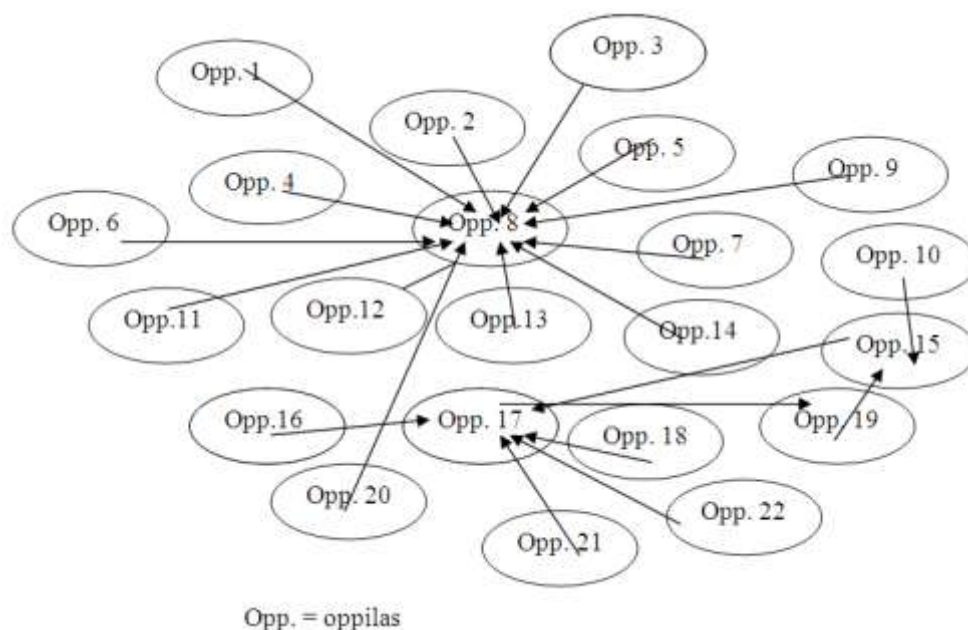 Opp. 3
Opp. 1
Opp. 2
Opp. 5
Opp. 9
Opp. 4
Opp. 6
Opp. 8
Opp. 7
Opp. 10
Opp.11
Opp.12
Opp.13
Opp.14
Opp. 15
Opp.16
Opp. 17
Opp. 18
Opp. 19
Opp. 20
Opp. 22
Opp. 21
Opp. = oppilas